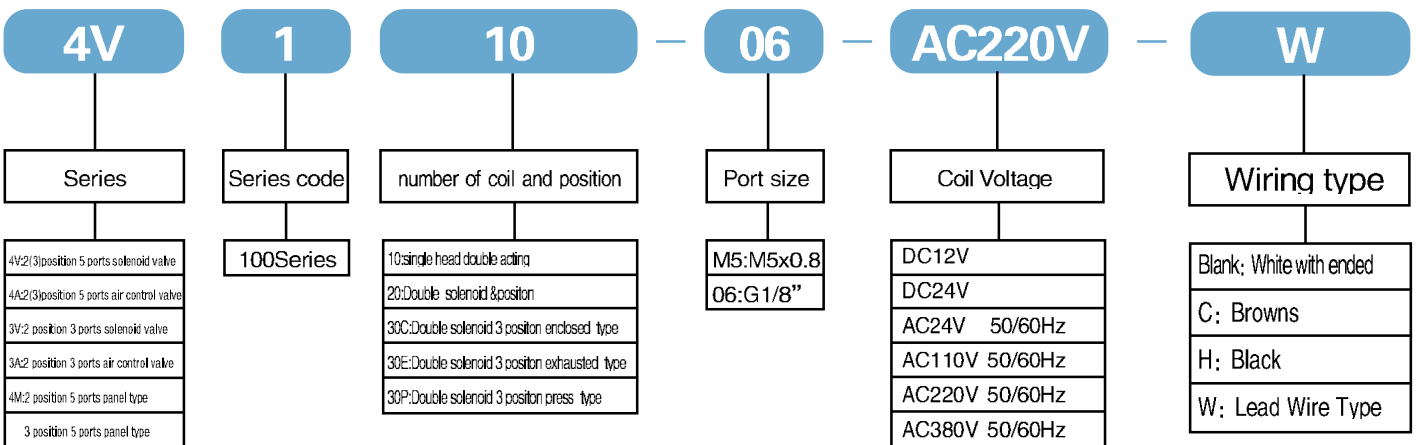 4V 1 10 — 06 — AC220V — W
Series
4V:2(3)position 5 ports solenoid valve
4A:2(3)position 5 ports air control valve
3V:2 position 3 ports solenoid valve
3A:2 position 3 ports air control valve
4M:2 position 5 ports panel type
3 position 5 ports panel type
Series code
100Series
number of coil and position
10:single head double acting
20:Double solenoid &positon
30C:Double solenoid 3 positon enclosed type
30E:Double solenoid 3 positon exhausted type
30P:Double solenoid 3 positon press type
Port size
M5:M5x0.8
06:G1/8”
Coil Voltage
DC12V
DC24V
AC24V 50/60Hz
AC110V 50/60Hz
AC220V 50/60Hz
AC380V 50/60Hz
Wiring type
Blank: White with ended
C: Browns
H: Black
W: Lead Wire Type